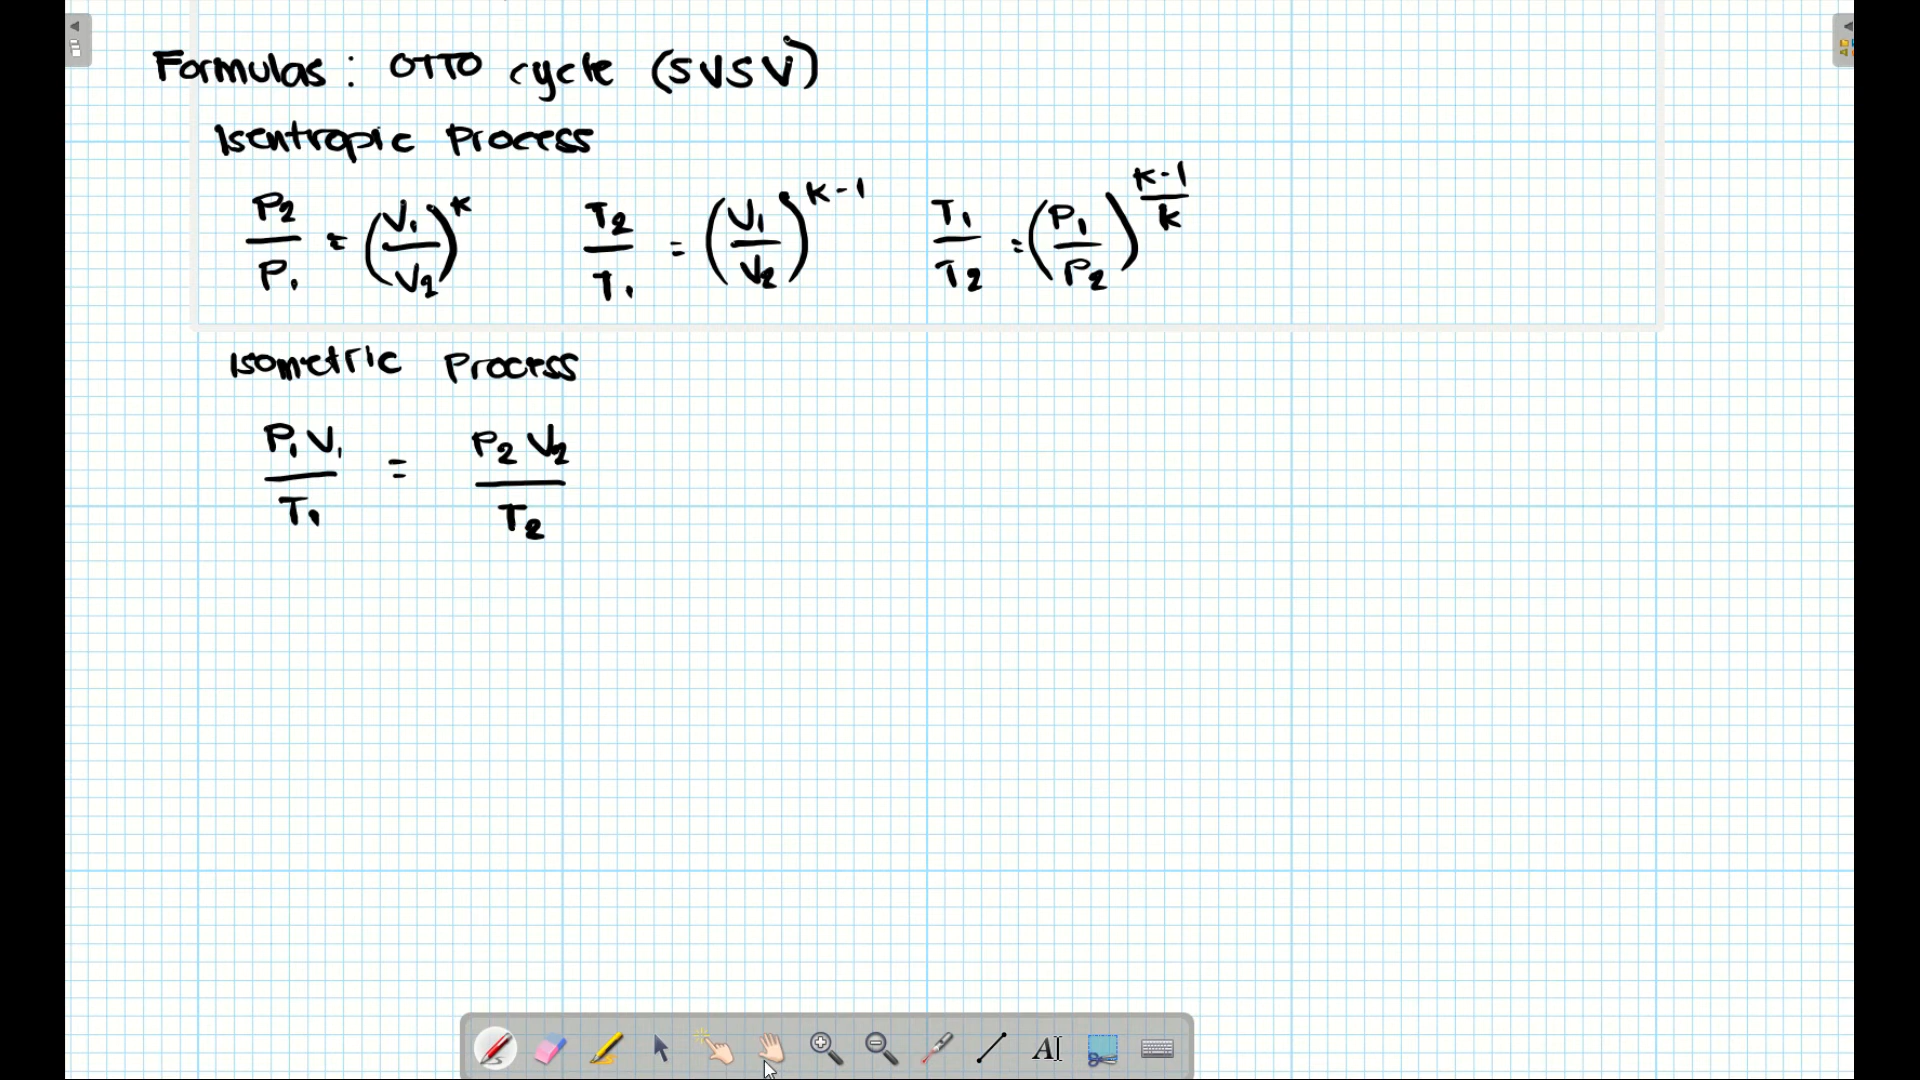 Formulas: OTTO cycle (SVSV)
Isentropic Process
P₂/P₁ = (V₁/V₂)^k   T₂/T₁ = (V₁/V₂)^(k-1)   T₁/T₂ = (P₁/P₂)^((k-1)/k)
Isometric Process
P₁V₁/T₁ = P₂V₂/T₂